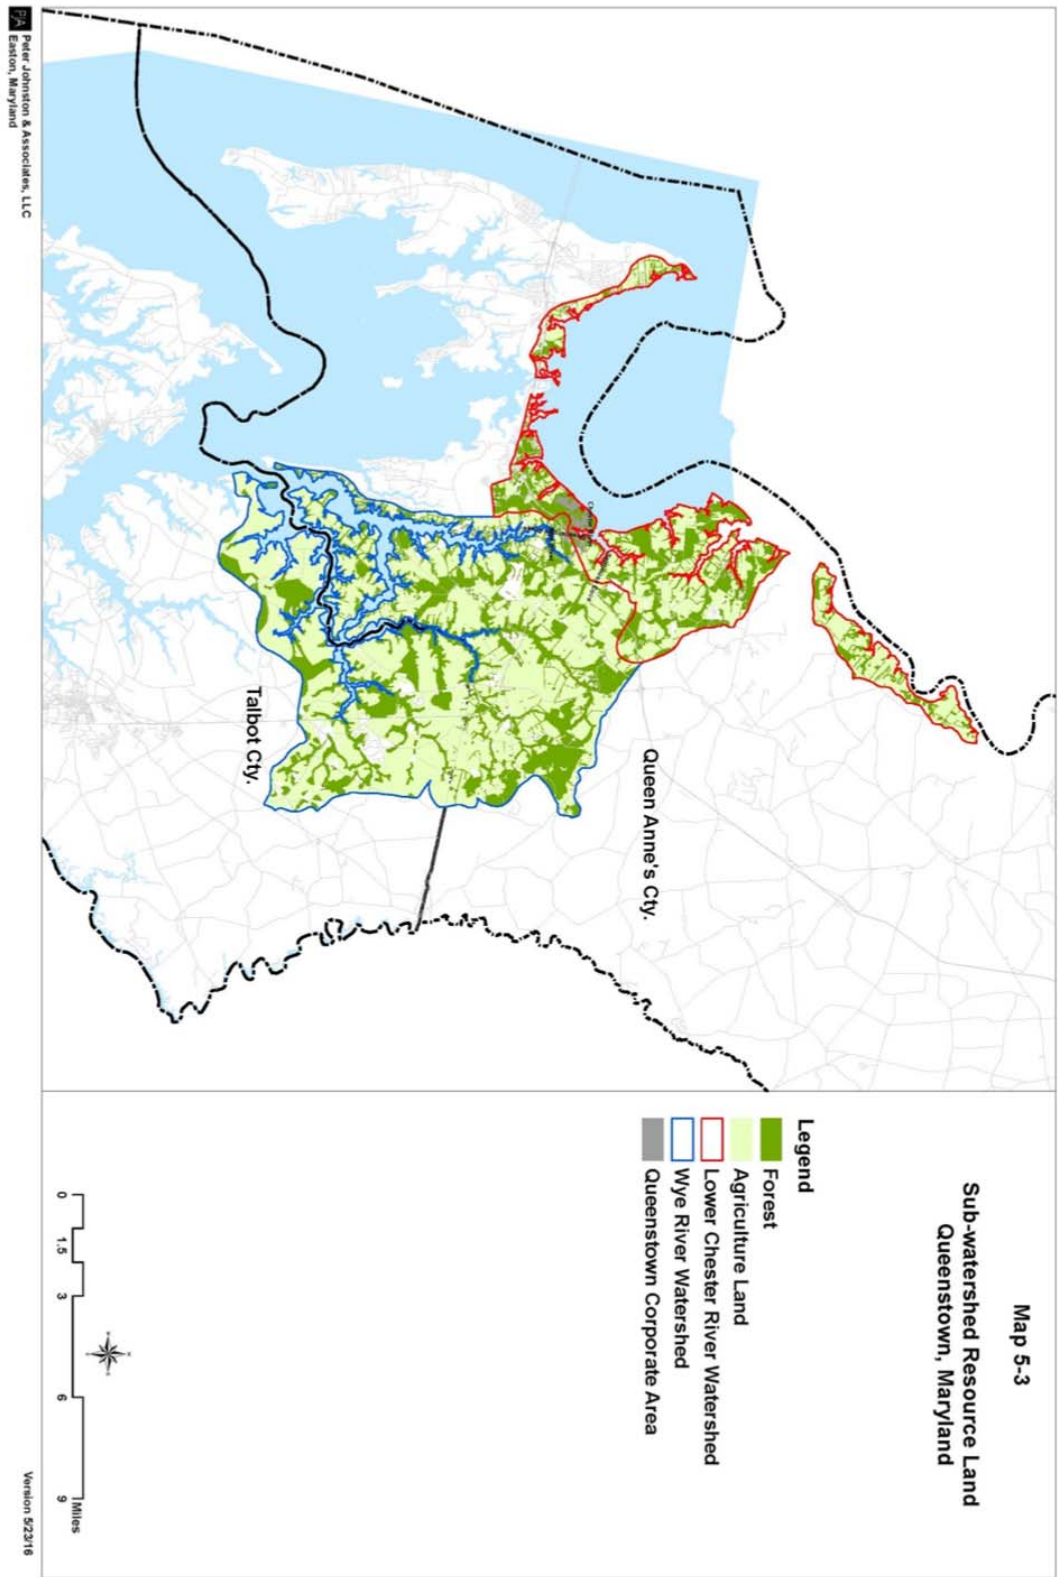 Map 5-3
Sub-watershed Resource Land
Queenstown, Maryland
Legend
Forest
Agriculture Land
Lower Chester River Watershed
Wye River Watershed
Queenstown Corporate Area
0 1.5 3 6 9
Miles
Queen Anne's Cty.
Talbot Cty.
PJA Peter Johnston & Associates, LLC
Easton, Maryland
Version 5/23/16